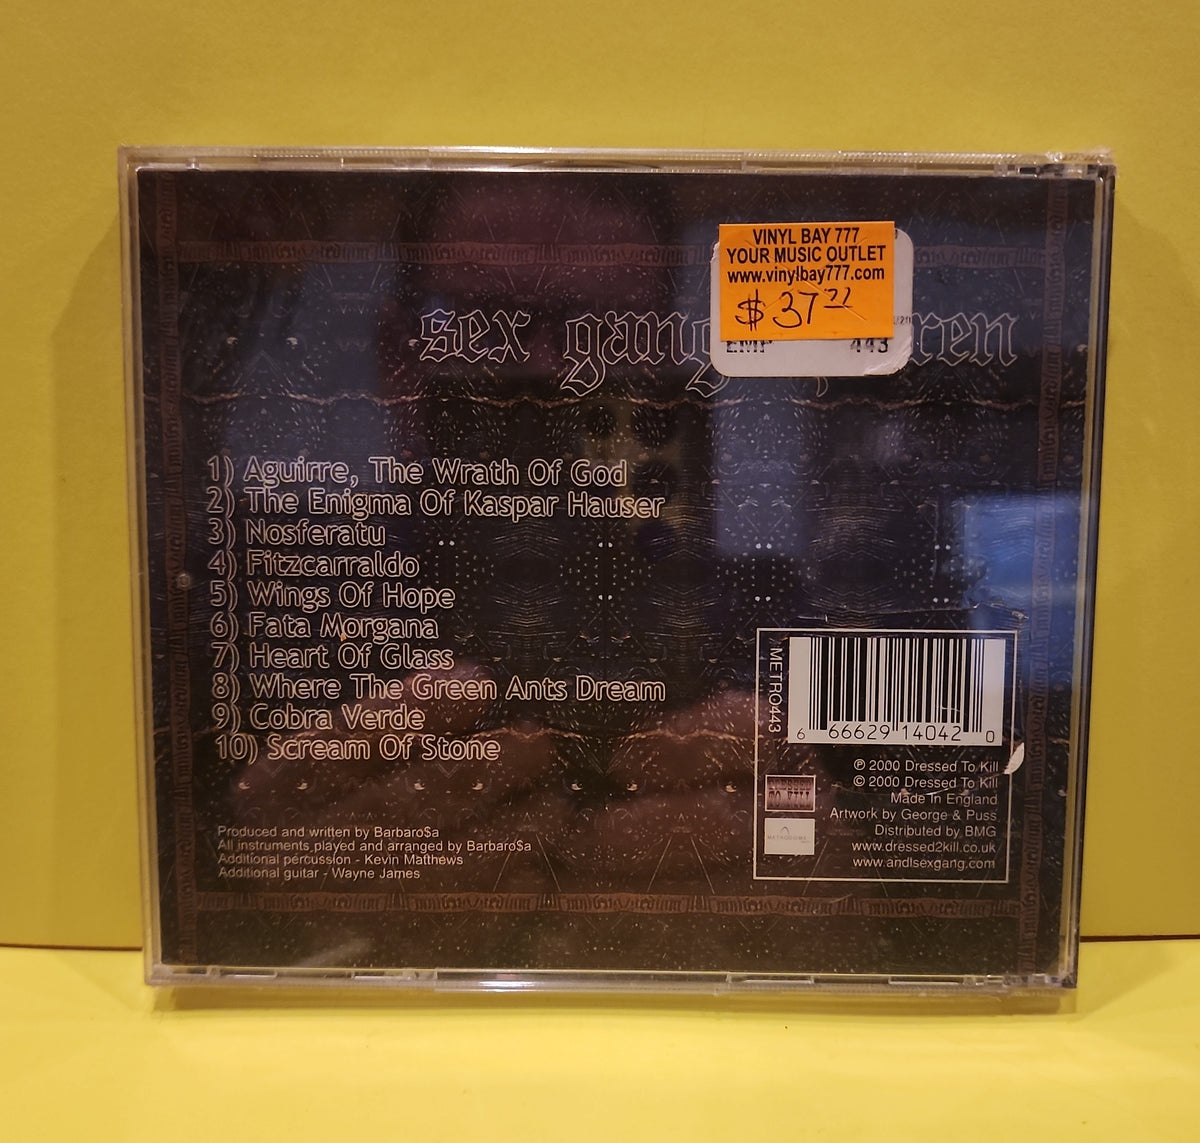 VINYL BAY 777
YOUR MUSIC OUTLET
www.vinylbay777.com
$ 37 77
EMP 443
sex gang ren
1) Aguirre, The Wrath Of God
2) The Enigma Of Kaspar Hauser
3) Nosferatu
4) Fitzcarraldo
5) Wings Of Hope
6) Fata Morgana
7) Heart Of Glass
8) Where The Green Ants Dream
9) Cobra Verde
10) Scream Of Stone
Produced and written by Barbaro$a
All instruments played and arranged by Barbaro$a
Additional percussion - Kevin Matthews
Additional guitar - Wayne James
METRO443
6 66629 14042 0
℗ 2000 Dressed To Kill
© 2000 Dressed To Kill
Made In England
Artwork by George & Puss
Distributed by BMG
www.dressed2kill.co.uk
www.andisexgang.com
DRESSED
TO KILL
METRODOME